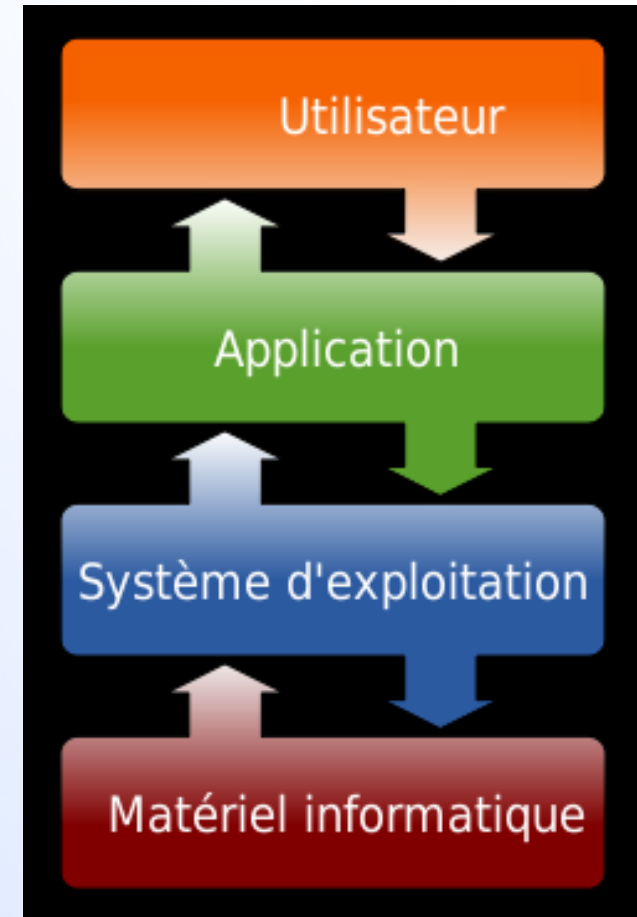 Utilisateur
Application
Système d'exploitation
Matériel informatique